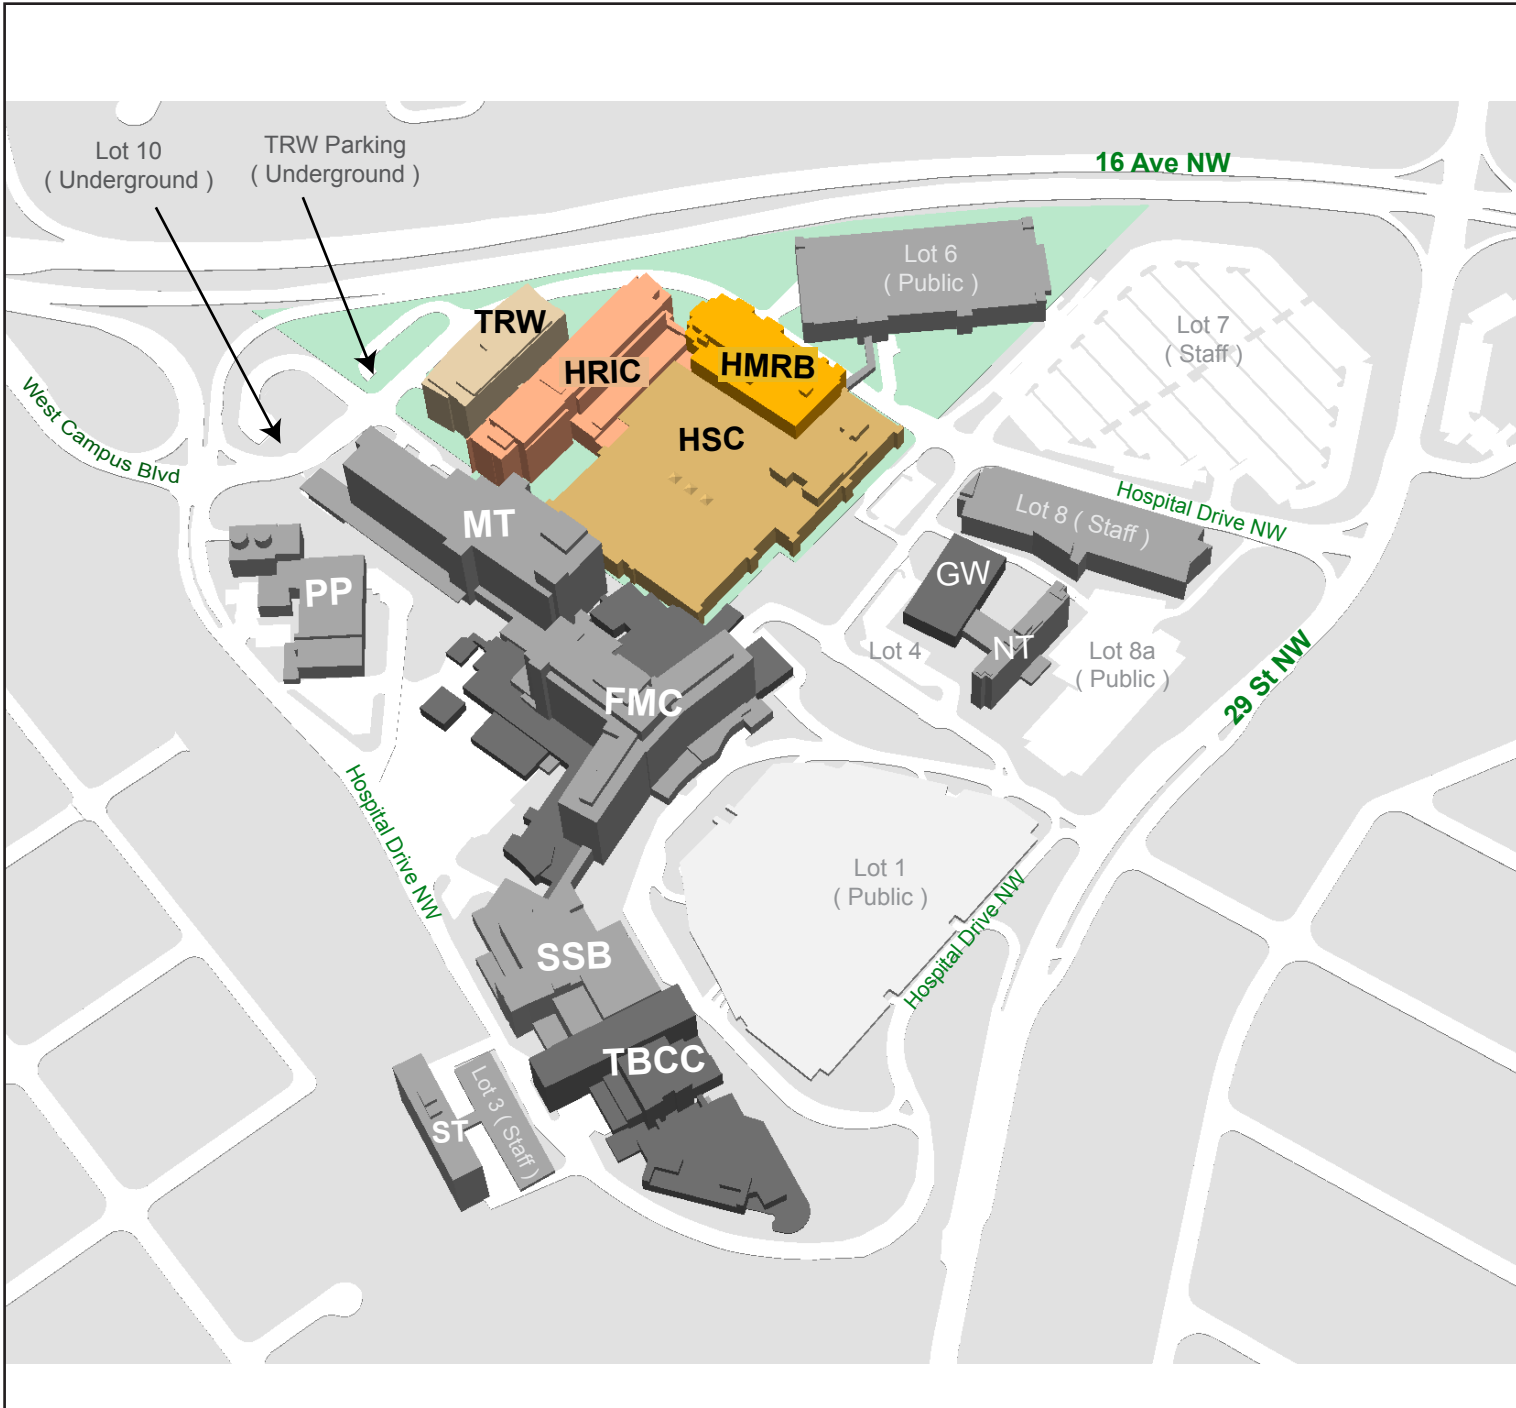 Lot 10
( Underground )
TRW Parking
( Underground )
16 Ave NW
Lot 6
( Public )
Lot 7
( Staff )
TRW
HRIC
HMRB
HSC
West Campus Blvd
MT
Lot 8 ( Staff )
Hospital Drive NW
GW
PP
NT
Lot 4
Lot 8a
( Public )
29 St NW
FMC
Hospital Drive NW
Lot 1
( Public )
Hospital Drive NW
SSB
TBCC
Lot 3 ( Staff )
ST